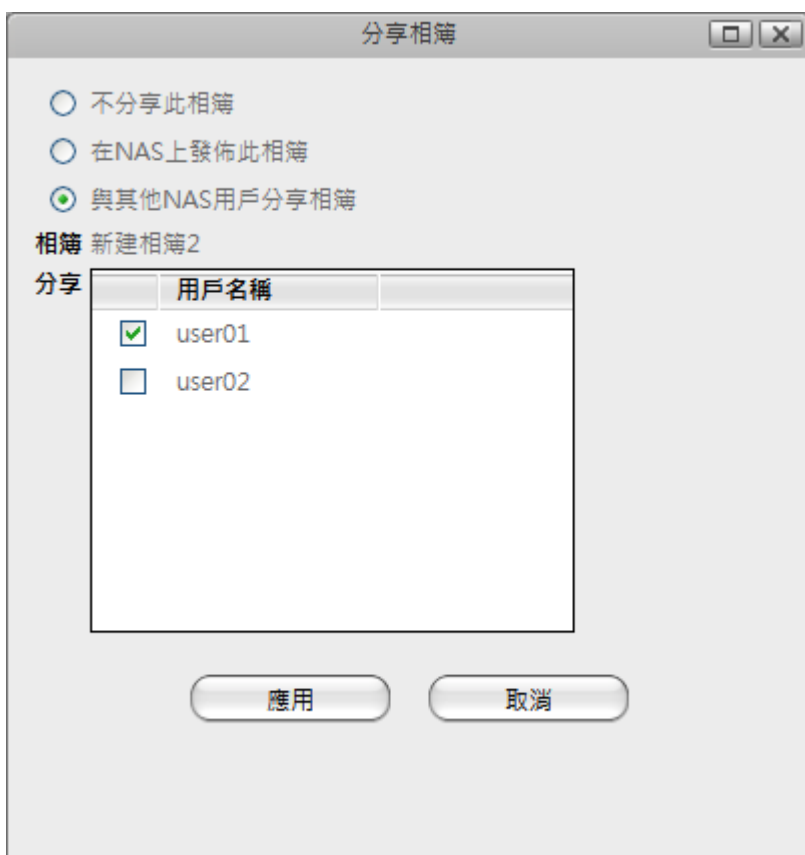 分享相簿
不分享此相簿
在NAS上發佈此相簿
與其他NAS用戶分享相簿
相簿 新建相簿2
分享
用戶名稱
user01
user02
應用 取消